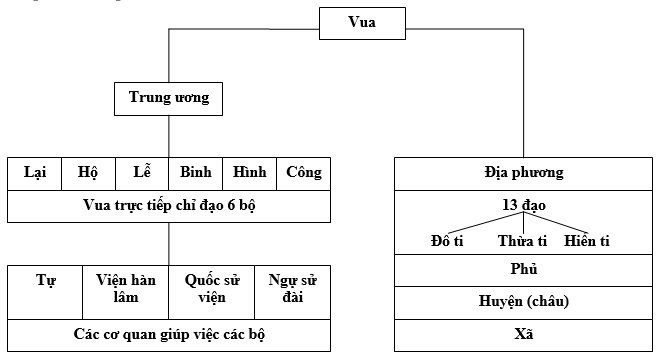 Vua
Trung ương
Lại Hộ Lễ Binh Hình Công
Vua trực tiếp chỉ đạo 6 bộ
Tự Viện hàn lâm Quốc sử viện Ngự sử đài
Các cơ quan giúp việc các bộ
Địa phương
13 đạo
Đô ti Thừa ti Hiến ti
Phủ
Huyện (châu)
Xã